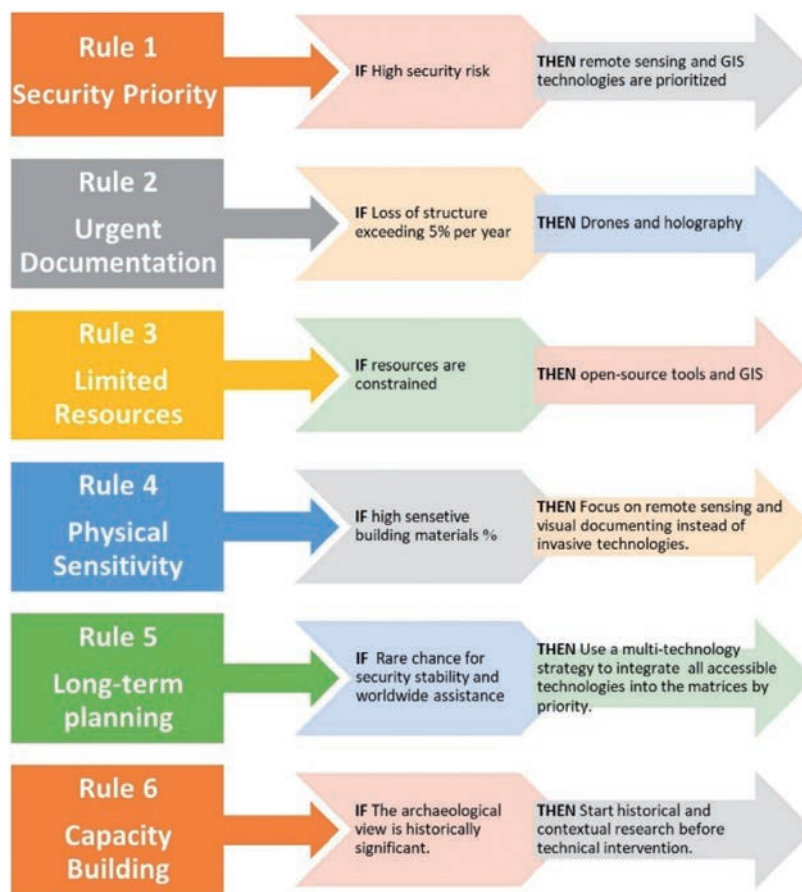 Rule 1
Security Priority
IF High security risk
THEN remote sensing and GIS
technologies are prioritized
Rule 2
Urgent
Documentation
IF Loss of structure
exceeding 5% per year
THEN Drones and holography
Rule 3
Limited
Resources
IF resources are
constrained
THEN open-source tools and GIS
Rule 4
Physical
Sensitivity
IF high sensetive
building materials %
THEN Focus on remote sensing and
visual documenting instead of
invasive technologies.
Rule 5
Long-term
planning
IF Rare chance for
security stability and
worldwide assistance
THEN Use a multi-technology
strategy to integrate all accessible
technologies into the matrices by
priority.
Rule 6
Capacity
Building
IF The archaeological
view is historically
significant.
THEN Start historical and
contextual research before
technical intervention.